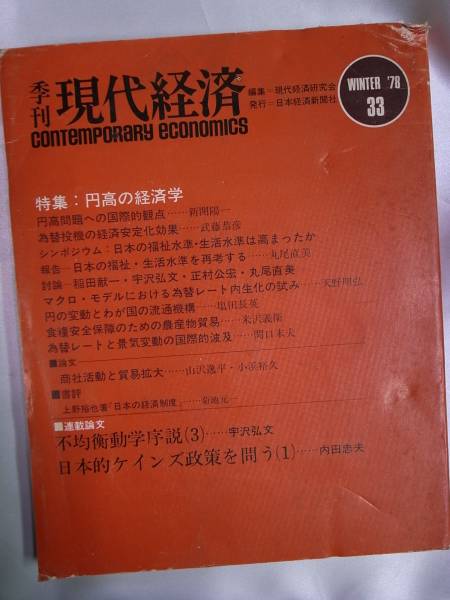 季刊
現代経済
contemporary economics
編集=現代経済研究会
発行=日本経済新聞社
WINTER '78
33
特集:円高の経済学
円高問題への国際的観点……新開陽一
為替投機の経済安定化効果……武藤恭彦
シンポジウム:日本の福祉水準・生活水準は高まったか
報告―日本の福祉・生活水準を再考する……丸尾直美
討論―稲田献一・宇沢弘文・正村公宏・丸尾直美
マクロ・モデルにおける為替レート内生化の試み……天野明弘
円の変動とわが国の流通機構……塩田長英
食糧安全保障のための農産物貿易……米沢義衛
為替レートと景気変動の国際的波及……関口末夫
■論文
商社活動と貿易拡大……山沢逸平・小浜裕久
■書評
上野裕也著「日本の経済制度」……菊池元一
■連載論文
不均衡動学序説(3)……宇沢弘文
日本的ケインズ政策を問う(1)……内田忠夫